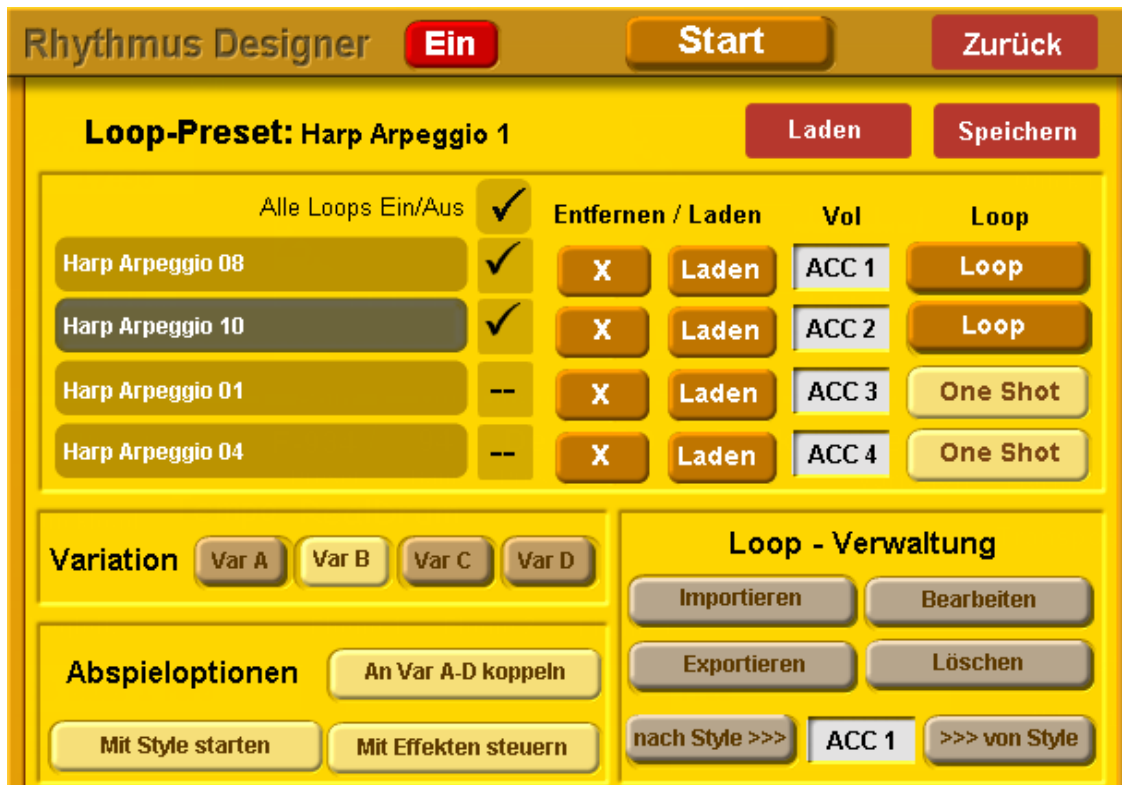 Rhythmus Designer Ein Start Zurück
Loop-Preset: Harp Arpeggio 1 Laden Speichern
Alle Loops Ein/Aus Entfernen / Laden Vol Loop
Harp Arpeggio 08 X Laden ACC 1 Loop
Harp Arpeggio 10 X Laden ACC 2 Loop
Harp Arpeggio 01 -- X Laden ACC 3 One Shot
Harp Arpeggio 04 -- X Laden ACC 4 One Shot
Variation Var A Var B Var C Var D
Loop - Verwaltung
Importieren Bearbeiten
Abspieloptionen An Var A-D koppeln
Exportieren Löschen
Mit Style starten Mit Effekten steuern
nach Style >>> ACC 1 >>> von Style